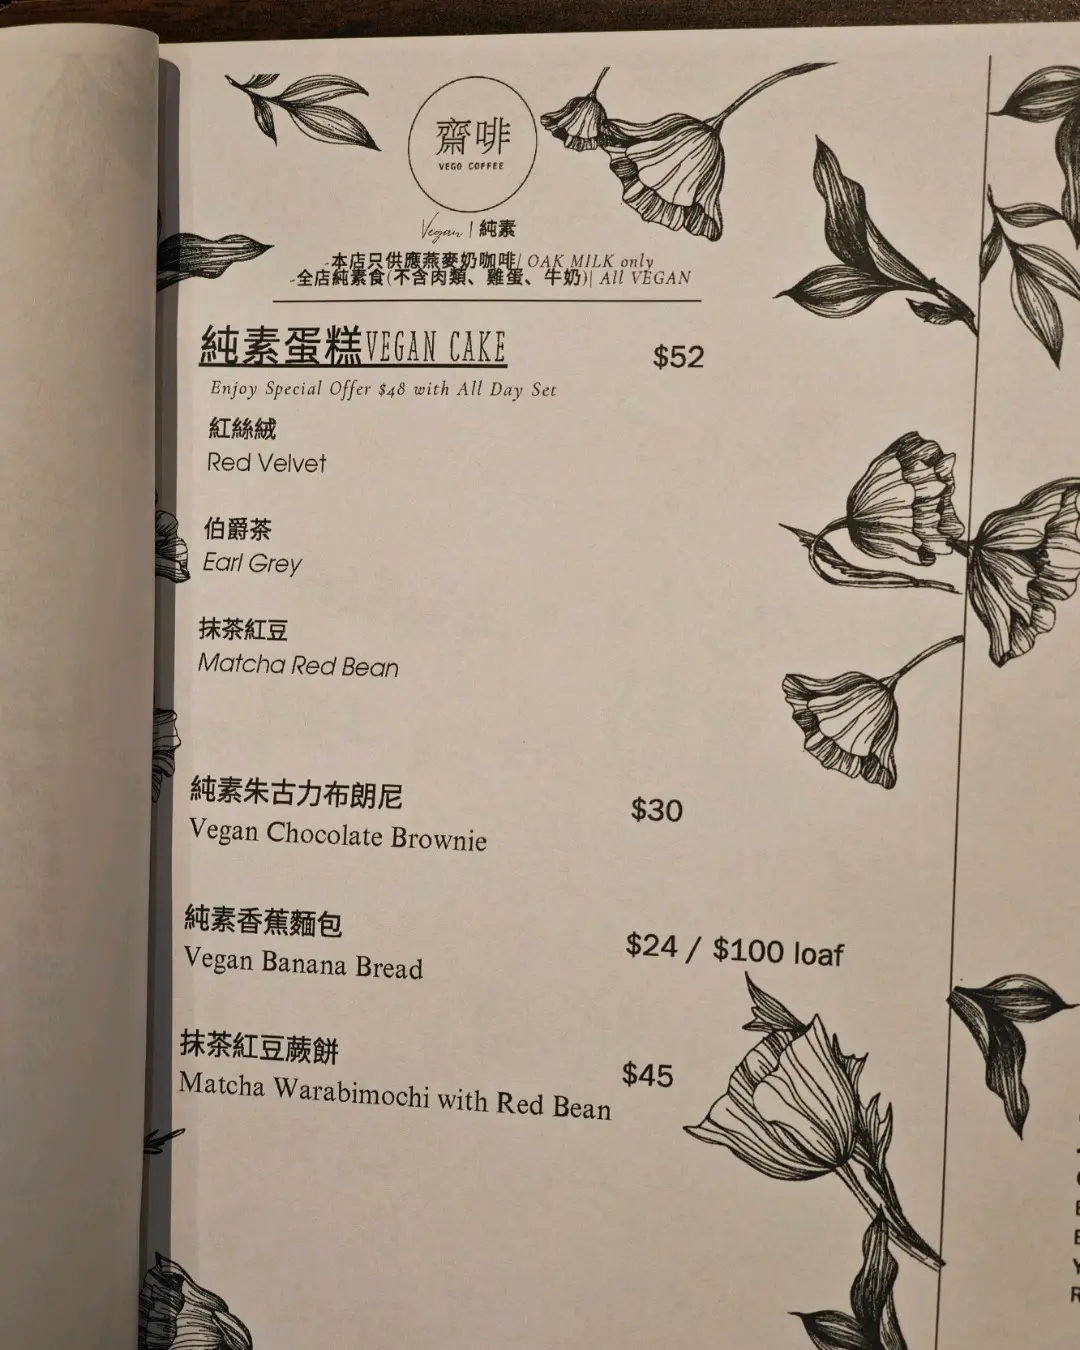 齋啡
VEGO COFFEE
Vegan | 純素
-本店只供應燕麥奶咖啡| OAK MILK only
-全店純素食(不含肉類、雞蛋、牛奶)| All VEGAN
純素蛋糕VEGAN CAKE $52
Enjoy Special Offer $48 with All Day Set
紅絲絨
Red Velvet
伯爵茶
Earl Grey
抹茶紅豆
Matcha Red Bean
純素朱古力布朗尼
Vegan Chocolate Brownie $30
純素香蕉麵包
Vegan Banana Bread $24 / $100 loaf
抹茶紅豆蕨餅
Matcha Warabimochi with Red Bean $45